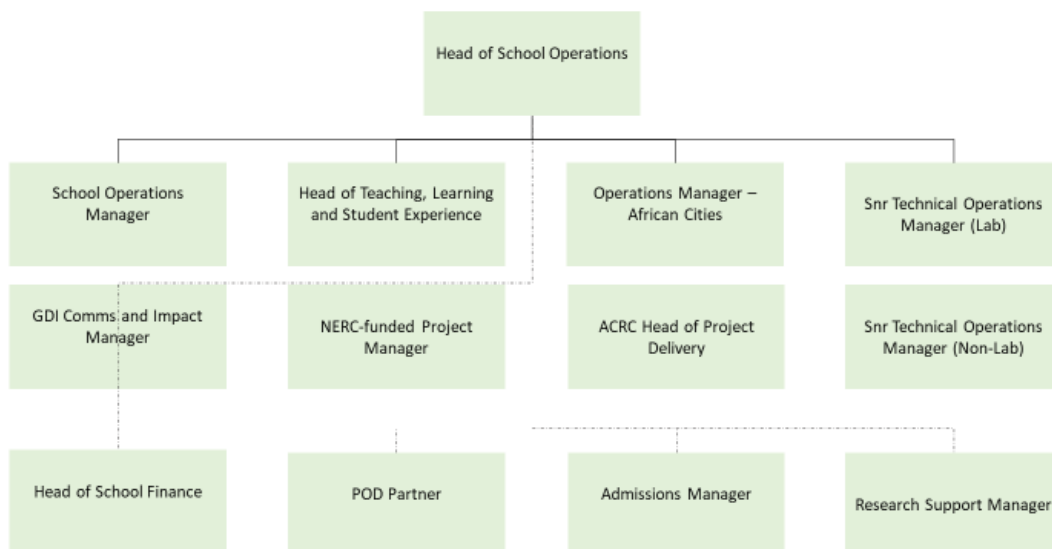 Head of School Operations
School Operations
Manager
Head of Teaching, Learning
and Student Experience
Operations Manager –
African Cities
Snr Technical Operations
Manager (Lab)
GDI Comms and Impact
Manager
NERC-funded Project
Manager
ACRC Head of Project
Delivery
Snr Technical Operations
Manager (Non-Lab)
Head of School Finance
POD Partner
Admissions Manager
Research Support Manager